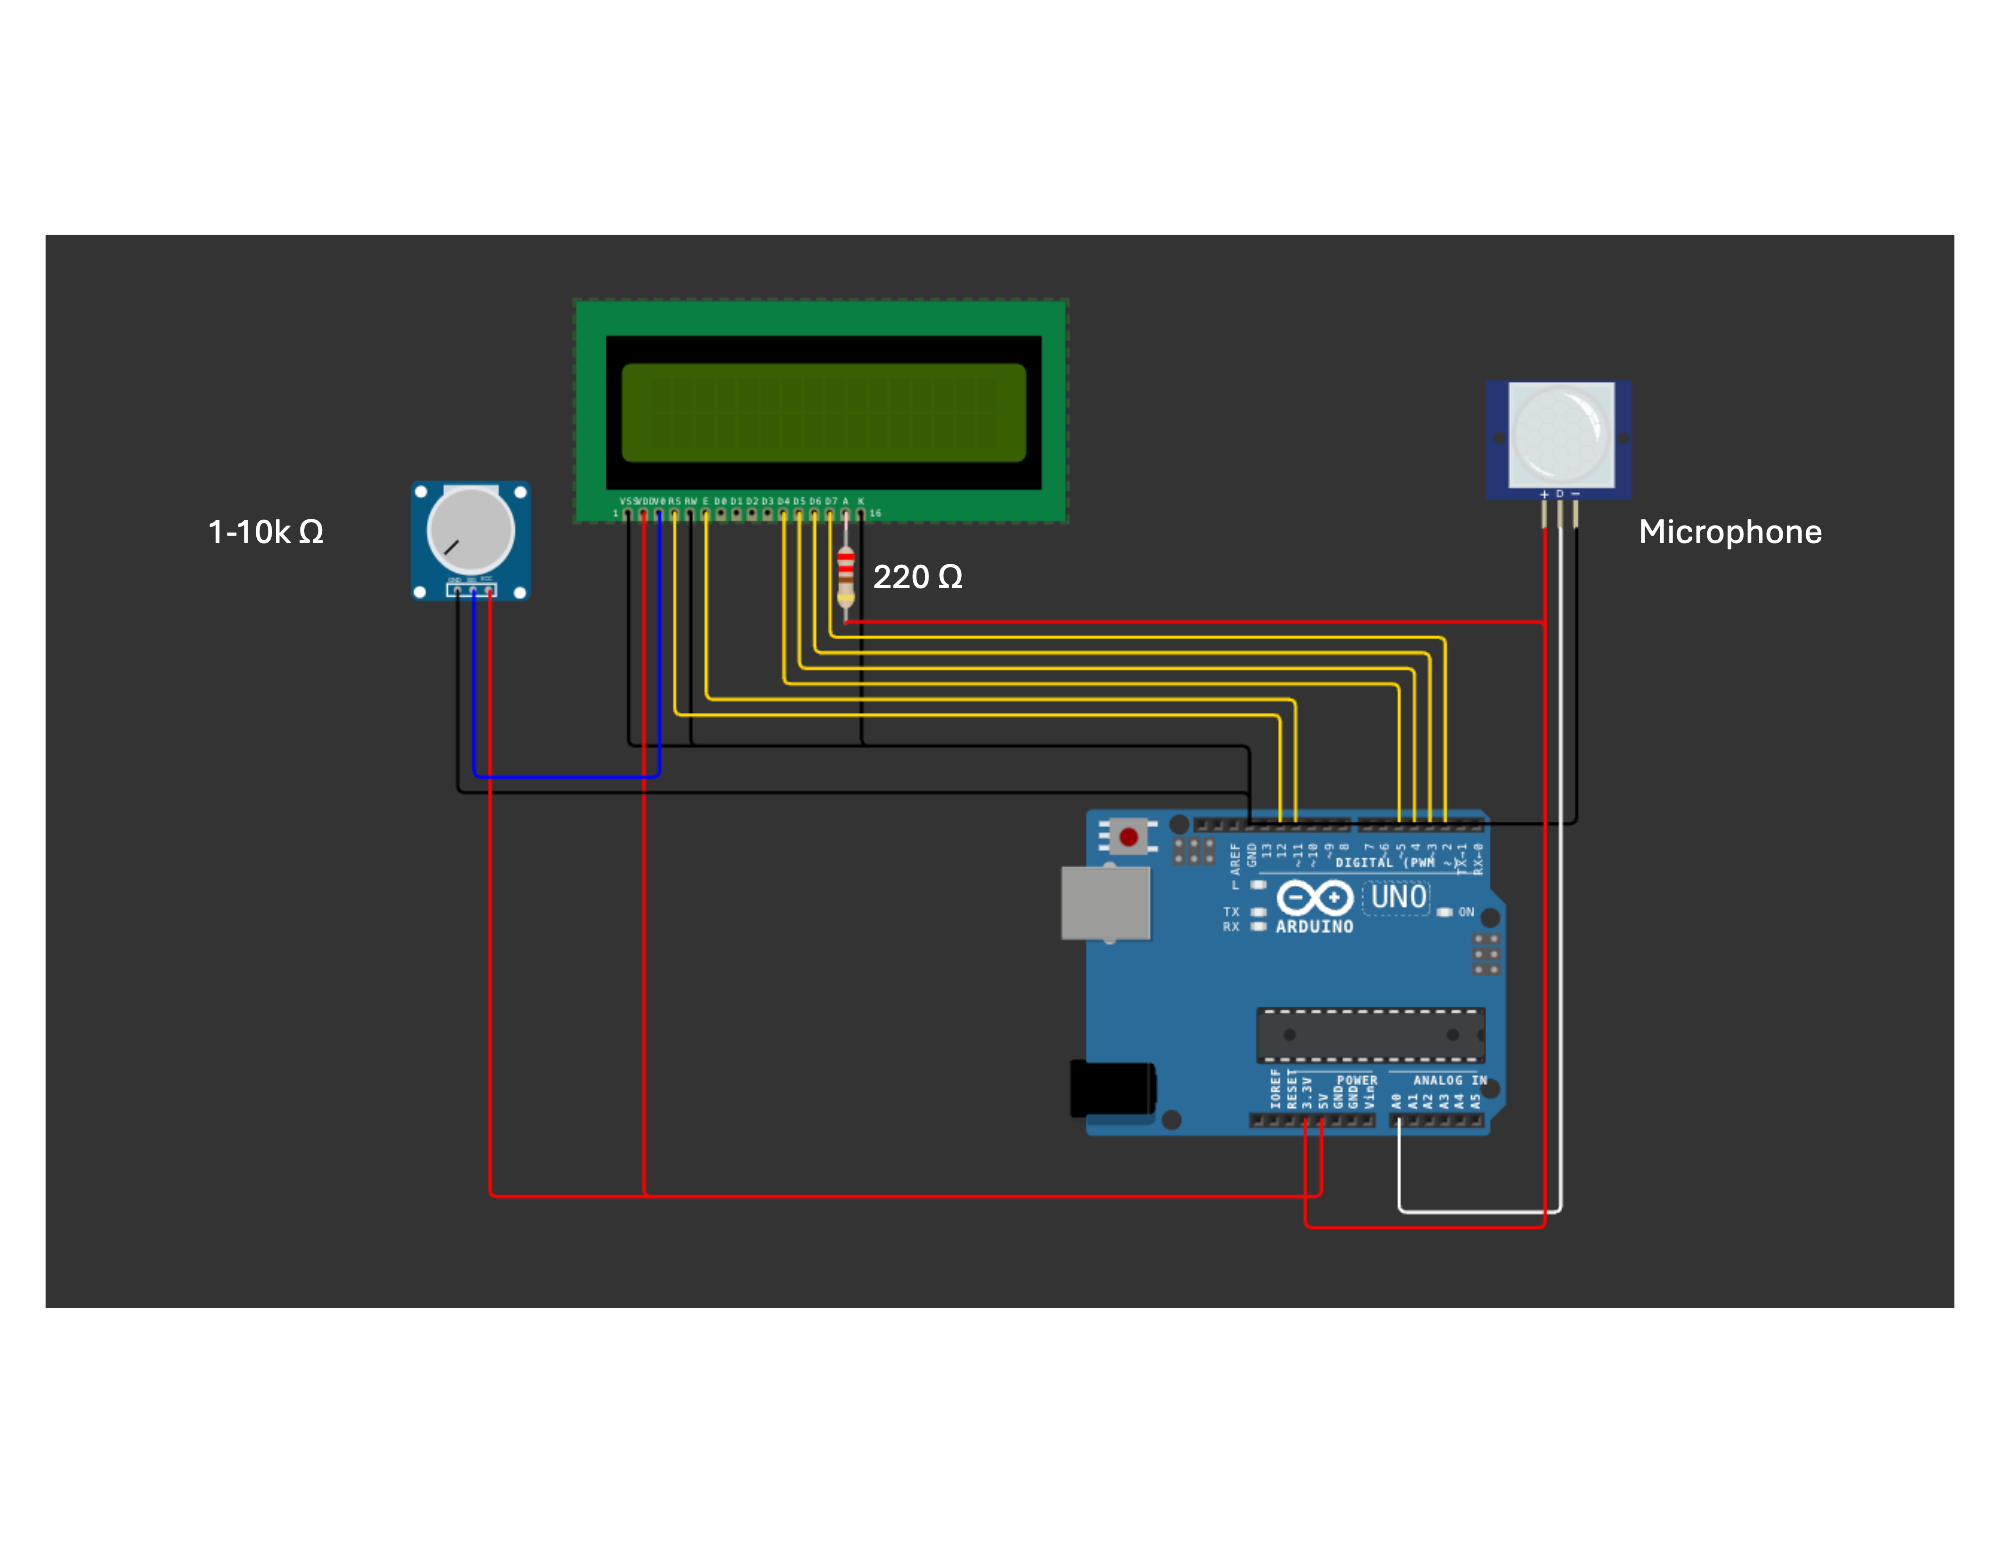 1-10k Ω
GND SIG VCC
VSS VDD V0 RS RW E D0 D1 D2 D3 D4 D5 D6 D7 A K
1 16
220 Ω
+ D −
Microphone
AREF GND 13 12 ~11 ~10 ~9 8 7 ~6 ~5 4 ~3 2 TX→1 RX←0
DIGITAL (PWM ~)
L
TX
RX
ARDUINO
UNO
ON
IOREF RESET 3.3V 5V GND GND Vin
POWER
ANALOG IN
A0 A1 A2 A3 A4 A5